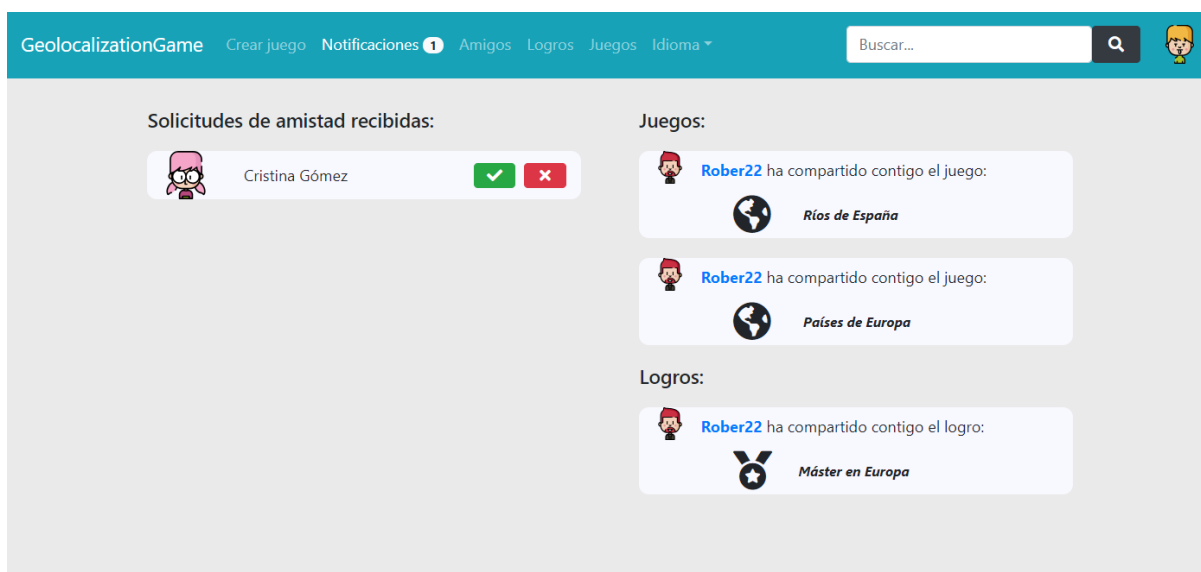 GeolocalizationGame Crear juego Notificaciones 1 Amigos Logros Juegos Idioma Buscar...
Solicitudes de amistad recibidas:
Cristina Gómez
Juegos:
Rober22 ha compartido contigo el juego:
Ríos de España
Rober22 ha compartido contigo el juego:
Países de Europa
Logros:
Rober22 ha compartido contigo el logro:
Máster en Europa